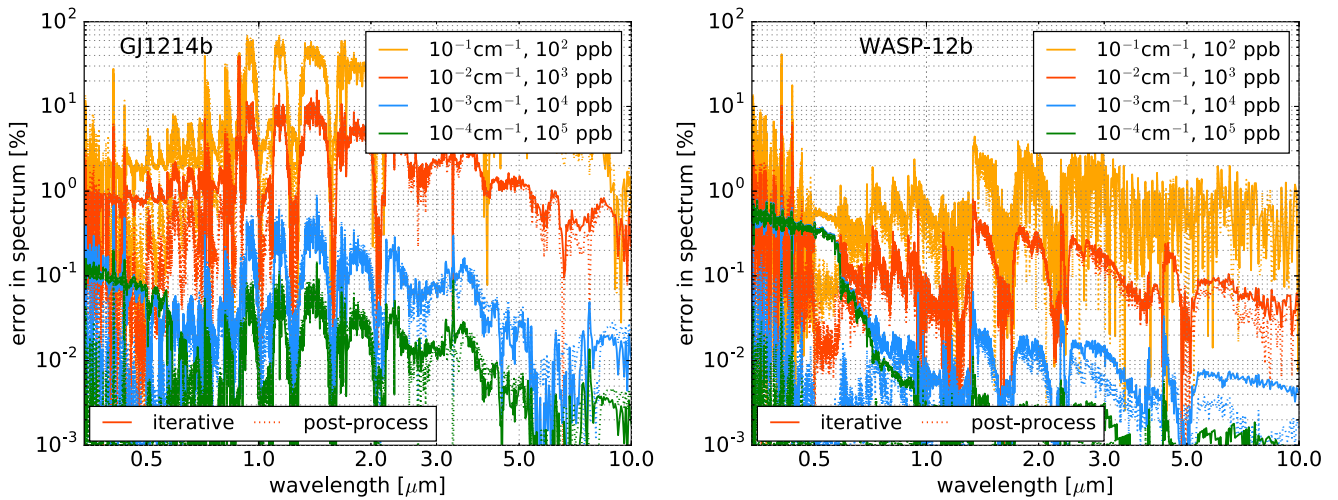 GJ1214b
10⁻¹cm⁻¹, 10² ppb
10⁻²cm⁻¹, 10³ ppb
10⁻³cm⁻¹, 10⁴ ppb
10⁻⁴cm⁻¹, 10⁵ ppb
10²
10¹
10⁰
10⁻¹
10⁻²
10⁻³
error in spectrum [%]
iterative
post-process
0.5
1.0
2.0
3.0
5.0
10.0
wavelength [μm]
WASP-12b
10⁻¹cm⁻¹, 10² ppb
10⁻²cm⁻¹, 10³ ppb
10⁻³cm⁻¹, 10⁴ ppb
10⁻⁴cm⁻¹, 10⁵ ppb
10²
10¹
10⁰
10⁻¹
10⁻²
10⁻³
error in spectrum [%]
iterative
post-process
0.5
1.0
2.0
3.0
5.0
10.0
wavelength [μm]